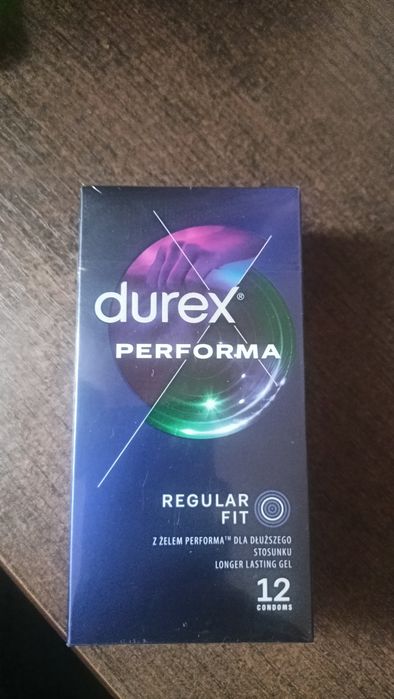 durex®
PERFORMA
REGULAR
FIT
Z ŻELEM PERFORMA™ DLA DŁUŻSZEGO
STOSUNKU
LONGER LASTING GEL
12
CONDOMS